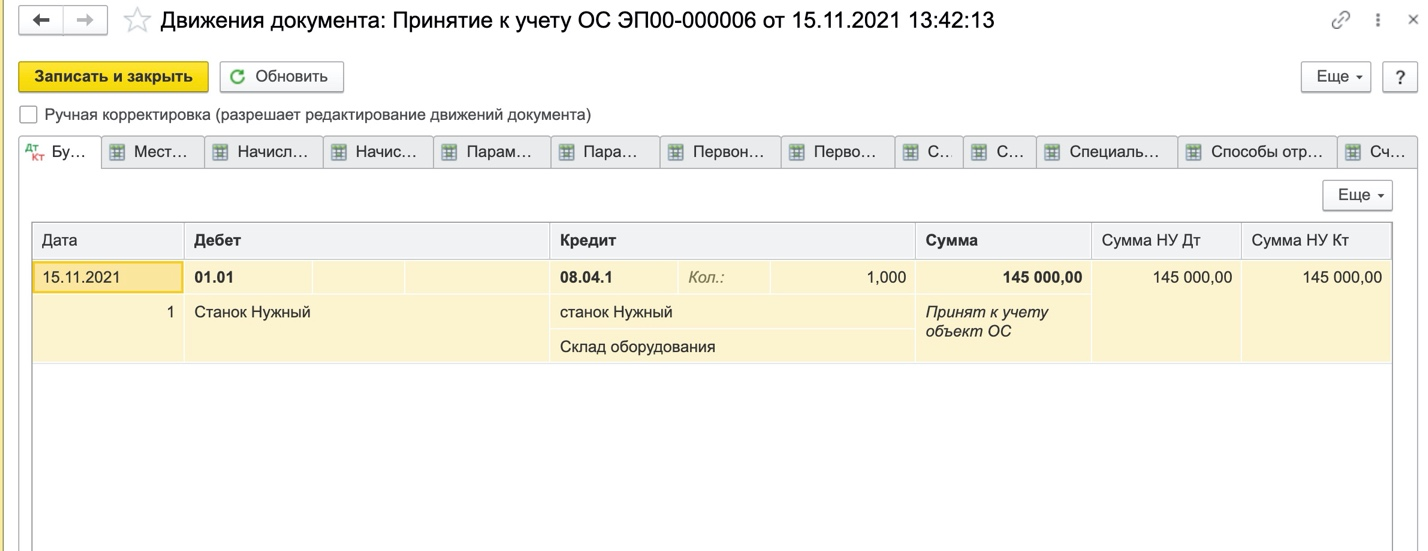 Движения документа: Принятие к учету ОС ЭП00-000006 от 15.11.2021 13:42:13
Записать и закрыть Обновить Еще ?
Ручная корректировка (разрешает редактирование движений документа)
Дт Кт Бу... Мест... Начисл... Начис... Парам... Пара... Первон... Перво... С... С... Специаль... Способы отр... Сч...
Еще
Дата Дебет Кредит Сумма Сумма НУ Дт Сумма НУ Кт
15.11.2021 01.01 08.04.1 Кол.: 1,000 145 000,00 145 000,00 145 000,00
1 Станок Нужный станок Нужный Принят к учету
объект ОС
Склад оборудования